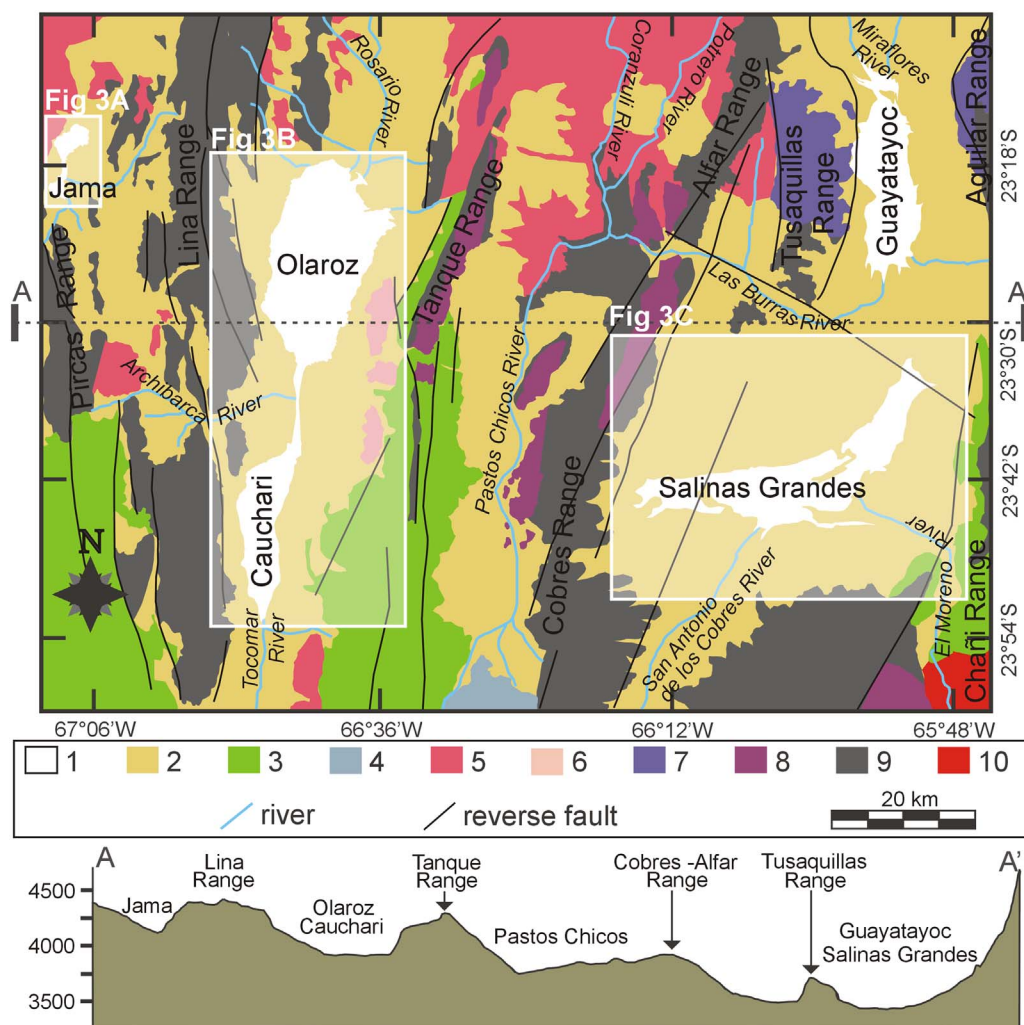 Fig 3A
Jama
Pircas Range
Lina Range
Fig 3B
Rosario River
Olaroz
Cauchari
Archibarca River
Tocomar
River
Tanque Range
Pastos Chicos River
Coranzuli River
Potrero River
Alfar Range
Tusaquillas
Range
Miraflores
River
Guayatayoc
Aguilar Range
Las Burras River
Fig 3C
Salinas Grandes
Cobres Range
San Antonio
de los Cobres River
El Moreno River
Chañi Range
A
A
N
23°18'S
23°30'S
23°42'S
23°54'S
67°06'W 66°36'W 66°12'W 65°48'W
1 2 3 4 5 6 7 8 9 10
river reverse fault
20 km
A A'
Lina
Range
Tanque
Range
Cobres -Alfar
Range
Tusaquillas
Range
Jama
Olaroz
Cauchari
Pastos Chicos
Guayatayoc
Salinas Grandes
4500
4000
3500